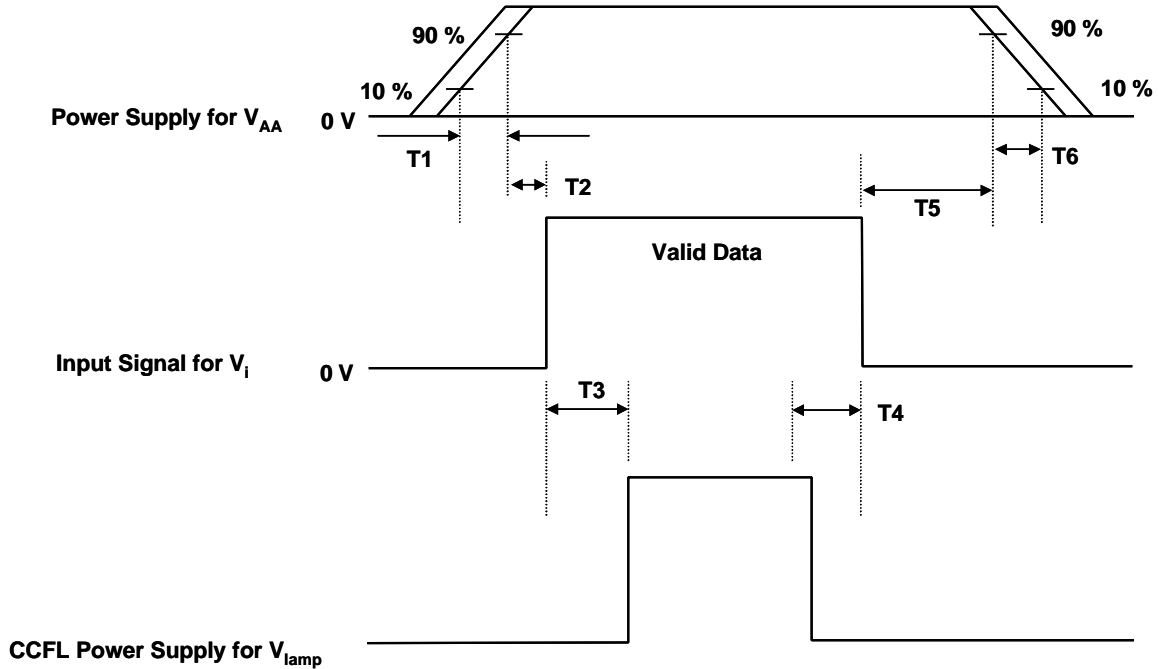 90 %
90 %
10 %
10 %
Power Supply for VAA
0 V
T1
T6
T2
T5
Valid Data
Input Signal for Vi
0 V
T3
T4
CCFL Power Supply for Vlamp